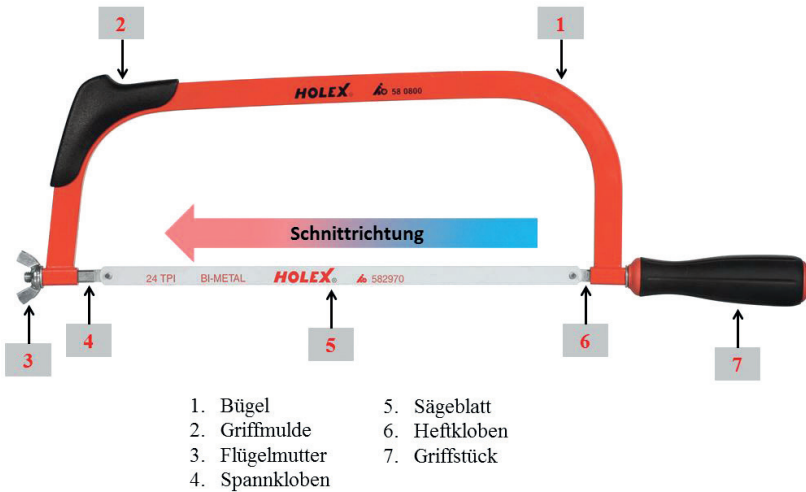 2
1
HOLEX 58 0800
Schnittrichtung
24 TPI BI-METAL HOLEX 582970
3
4
5
6
7
1. Bügel
2. Griffmulde
3. Flügelmutter
4. Spannkloben
5. Sägeblatt
6. Heftkloben
7. Griffstück